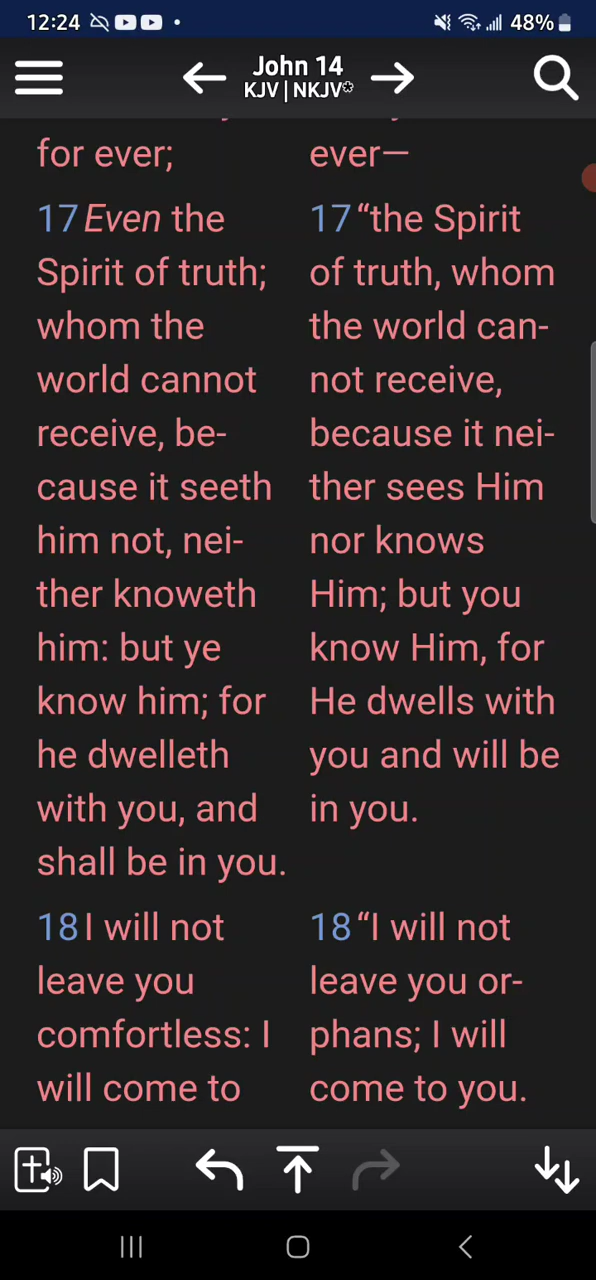 12:24 48%
John 14
KJV | NKJV
for ever;
17 Even the
Spirit of truth;
whom the
world cannot
receive, be-
cause it seeth
him not, nei-
ther knoweth
him: but ye
know him; for
he dwelleth
with you, and
shall be in you.
18 I will not
leave you
comfortless: I
will come to
ever—
17 “the Spirit
of truth, whom
the world can-
not receive,
because it nei-
ther sees Him
nor knows
Him; but you
know Him, for
He dwells with
you and will be
in you.
18 “I will not
leave you or-
phans; I will
come to you.